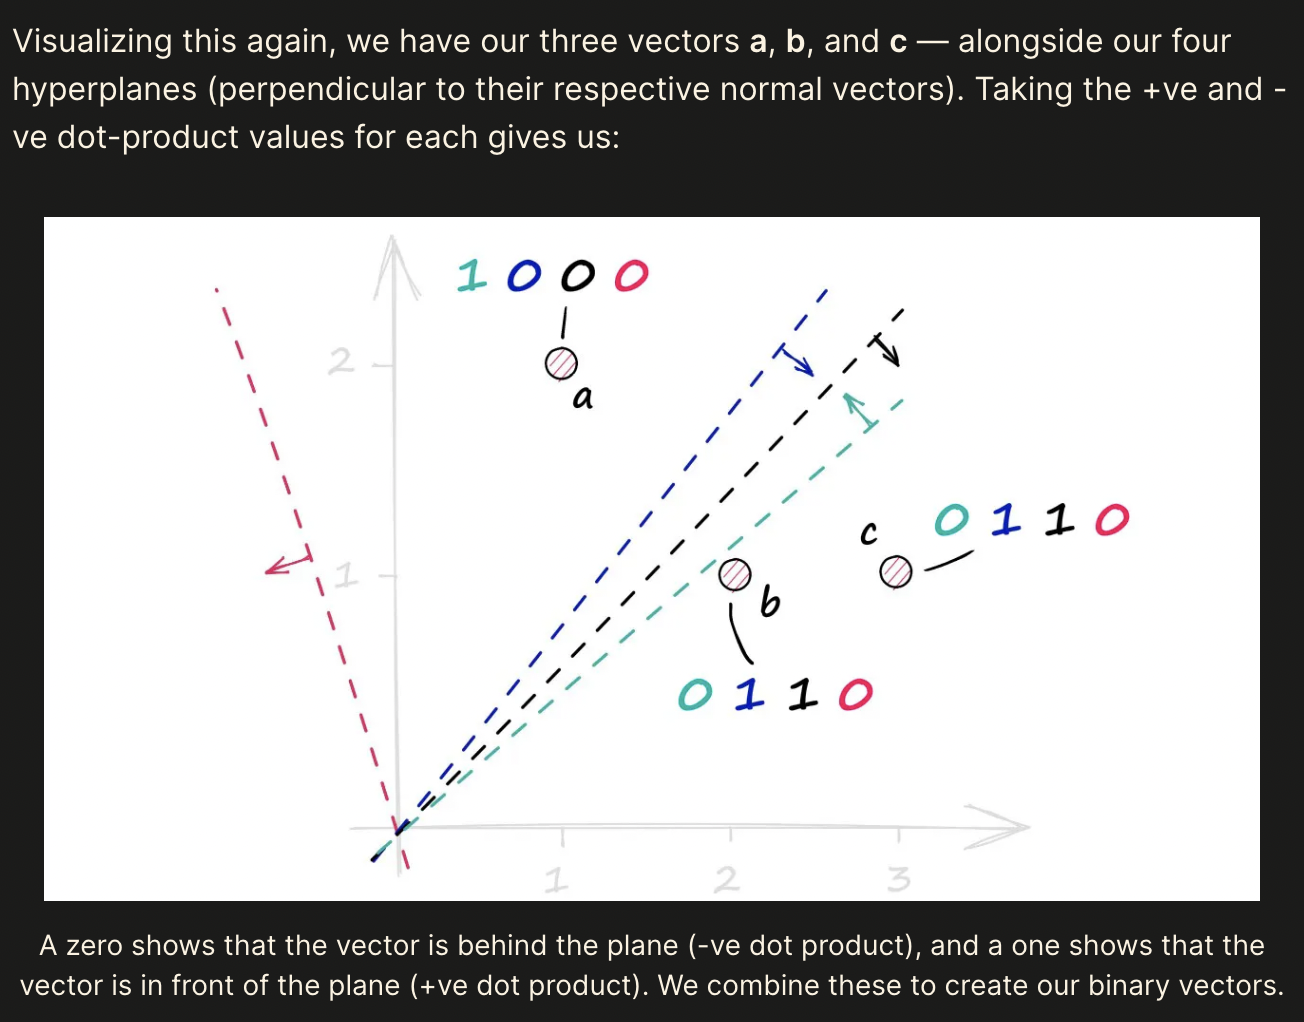 Visualizing this again, we have our three vectors a, b, and c — alongside our four
hyperplanes (perpendicular to their respective normal vectors). Taking the +ve and -
ve dot-product values for each gives us:
1 0 0 0
2
a
c
0 1 1 0
1
b
0 1 1 0
1 2 3
A zero shows that the vector is behind the plane (-ve dot product), and a one shows that the
vector is in front of the plane (+ve dot product). We combine these to create our binary vectors.